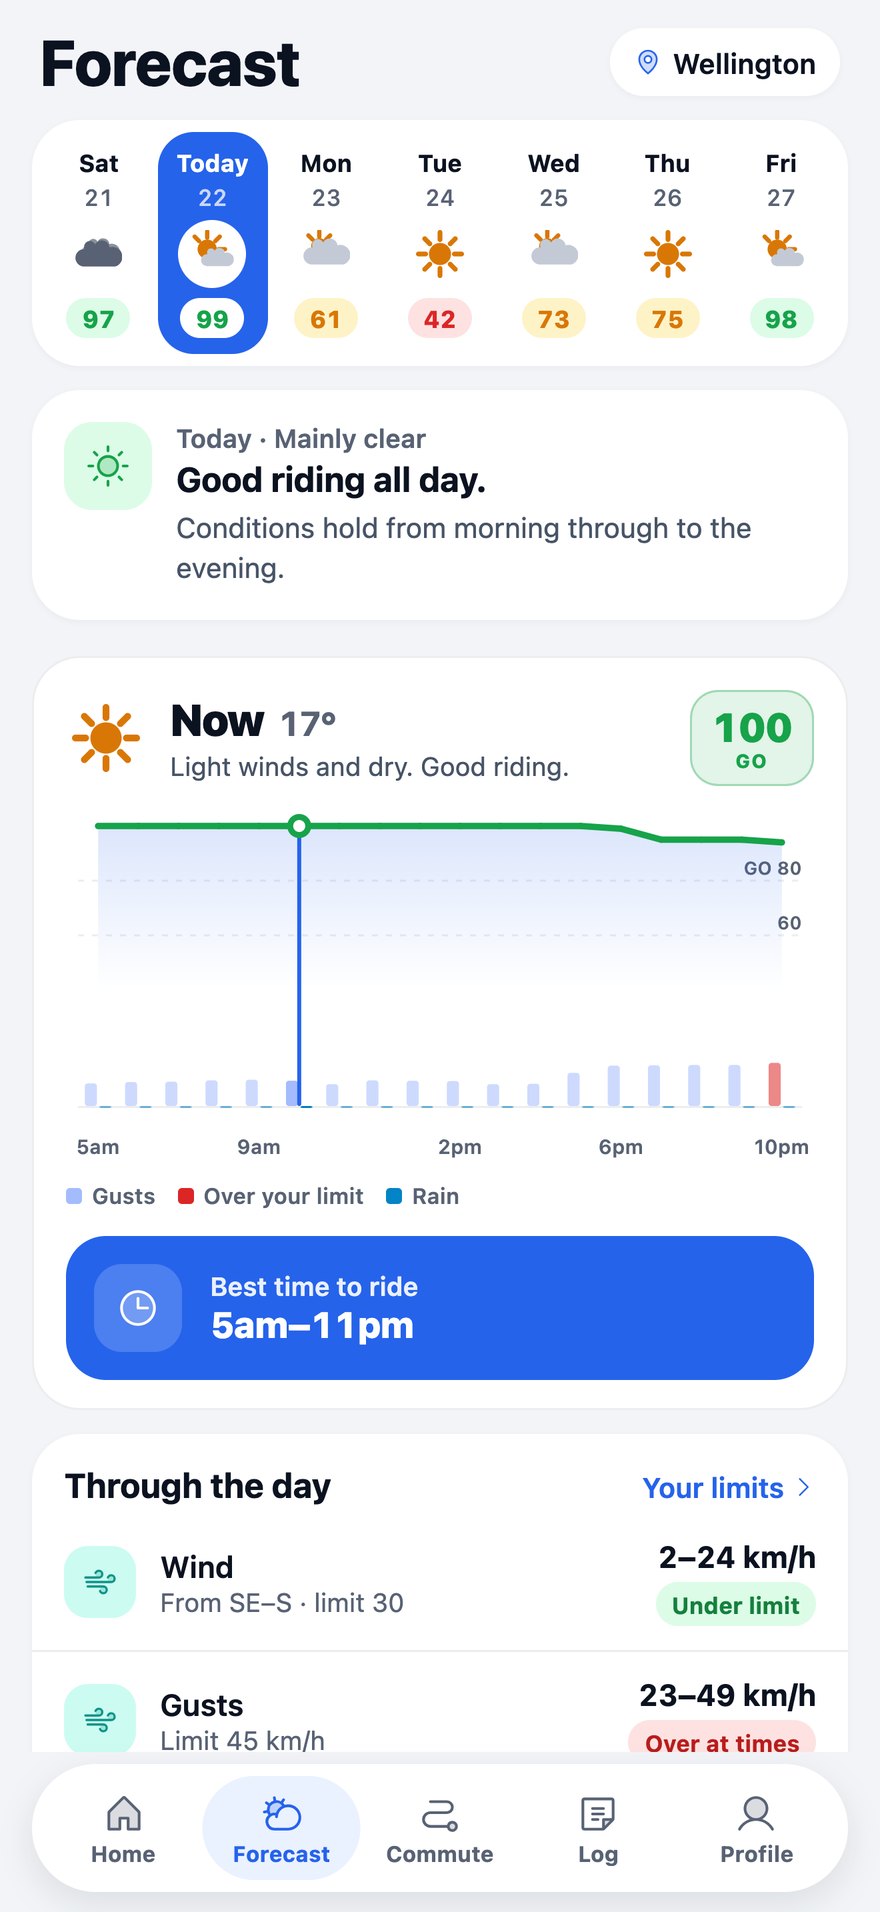 Forecast
Wellington
Sat Today Mon Tue Wed Thu Fri
21 22 23 24 25 26 27
97 99 61 42 73 75 98
Today · Mainly clear
Good riding all day.
Conditions hold from morning through to the
evening.
Now 17°
Light winds and dry. Good riding.
100
GO
GO 80
60
5am 9am 2pm 6pm 10pm
Gusts Over your limit Rain
Best time to ride
5am–11pm
Through the day
Your limits
Wind
From SE–S · limit 30
2–24 km/h
Under limit
Gusts
Limit 45 km/h
23–49 km/h
Over at times
Home Forecast Commute Log Profile